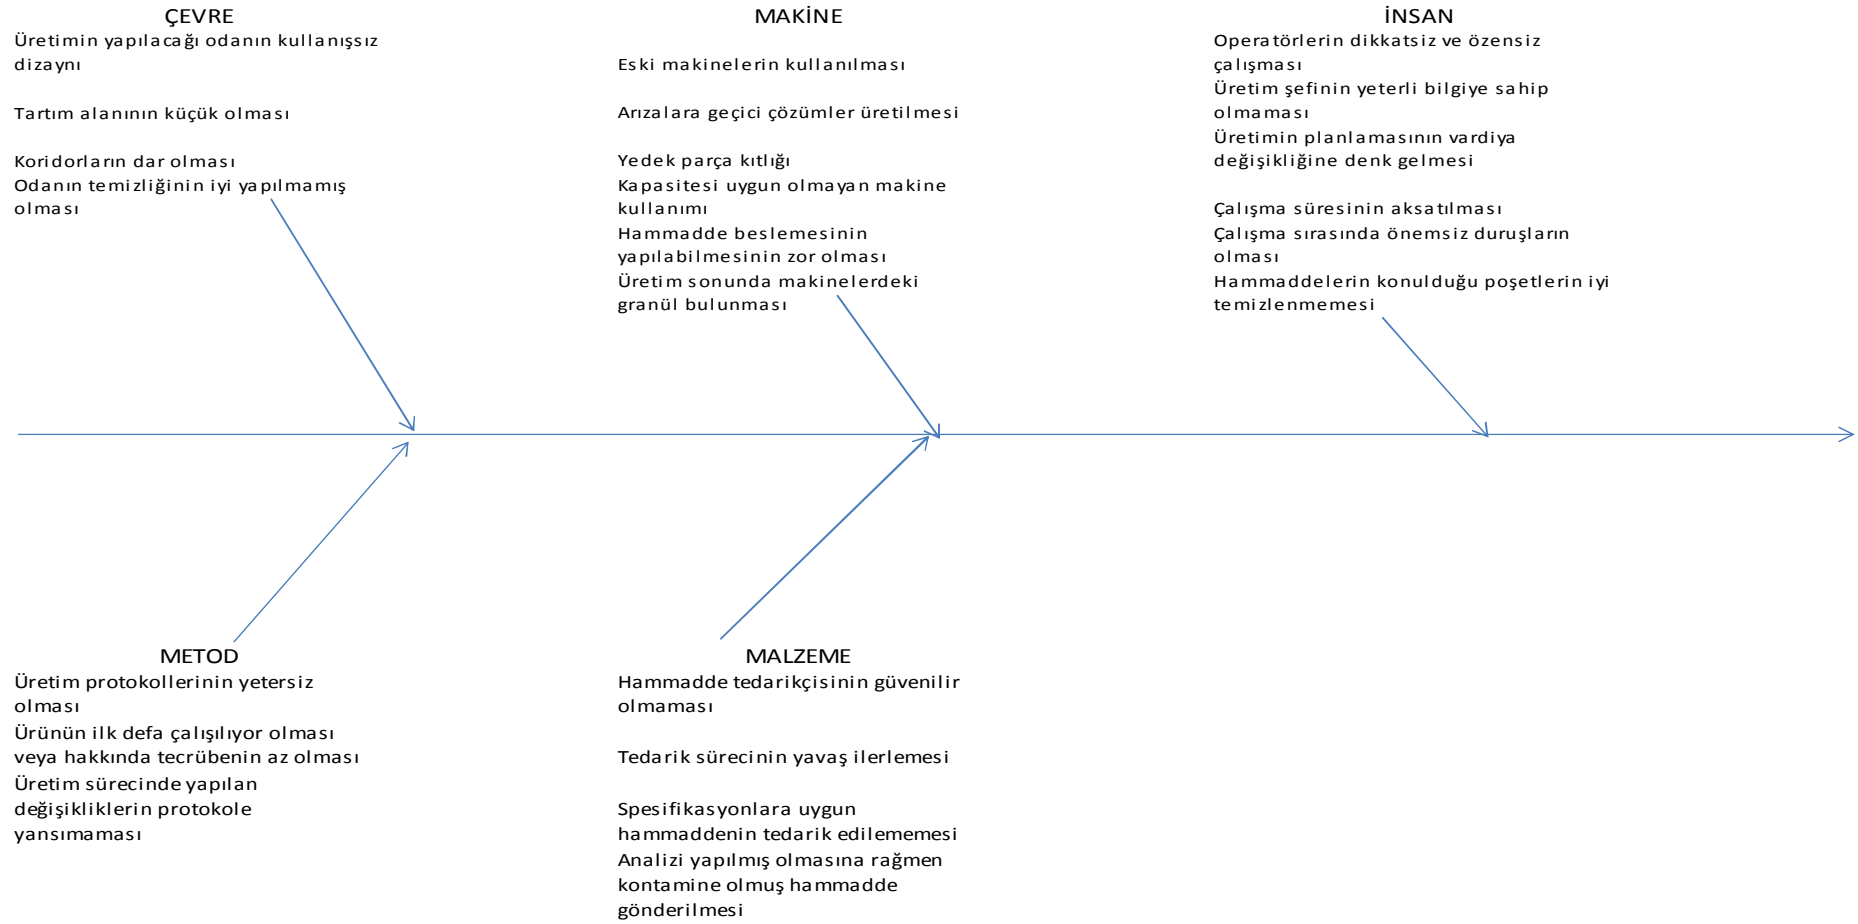 ÇEVRE
Üretimin yapılacağı odanın kullanışsız
dizaynı
Tartım alanının küçük olması
Koridorların dar olması
Odanın temizliğinin iyi yapılmamış
olması
MAKİNE
Eski makinelerin kullanılması
Arızalara geçici çözümler üretilmesi
Yedek parça kıtlığı
Kapasitesi uygun olmayan makine
kullanımı
Hammadde beslemesinin
yapılabilmesinin zor olması
Üretim sonunda makinelerdeki
granül bulunması
İNSAN
Operatörlerin dikkatsiz ve özensiz
çalışması
Üretim şefinin yeterli bilgiye sahip
olmaması
Üretimin planlamasının vardiya
değişikliğine denk gelmesi
Çalışma süresinin aksatılması
Çalışma sırasında önemsiz duruşların
olması
Hammaddelerin konulduğu poşetlerin iyi
temizlenmemesi
METOD
Üretim protokollerinin yetersiz
olması
Ürünün ilk defa çalışılıyor olması
veya hakkında tecrübenin az olması
Üretim sürecinde yapılan
değişikliklerin protokole
yansımaması
MALZEME
Hammadde tedarikçisinin güvenilir
olmaması
Tedarik sürecinin yavaş ilerlemesi
Spesifikasyonlara uygun
hammaddenin tedarik edilememesi
Analizi yapılmış olmasına rağmen
kontamine olmuş hammadde
gönderilmesi